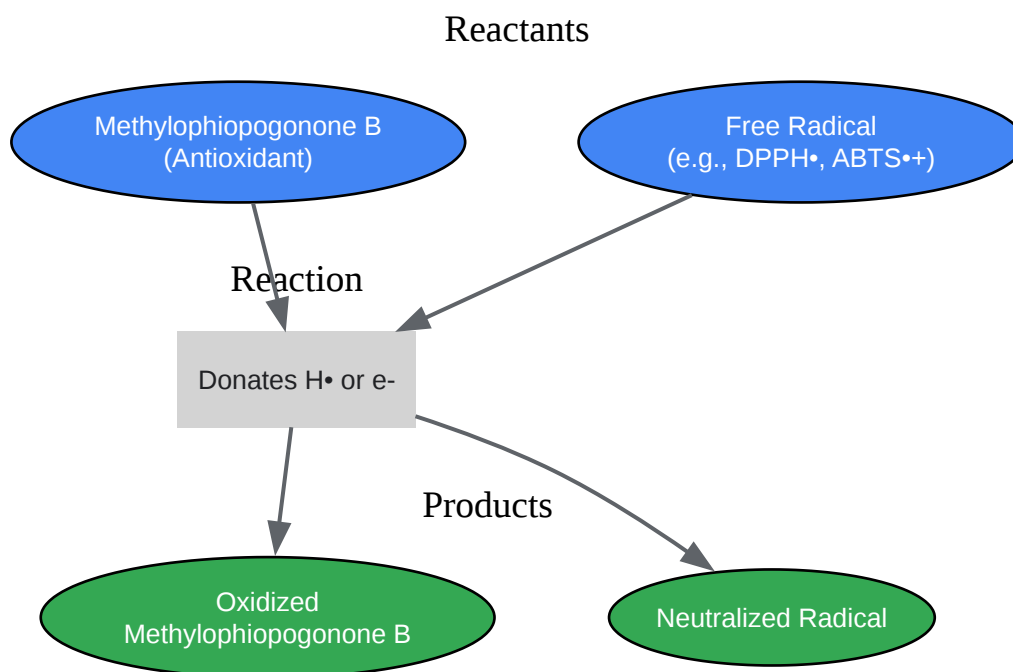 Reactants
Methylophiopogonone B
(Antioxidant)
Free Radical
(e.g., DPPH•, ABTS•+)
Reaction
Donates H• or e-
Products
Oxidized
Methylophiopogonone B
Neutralized Radical